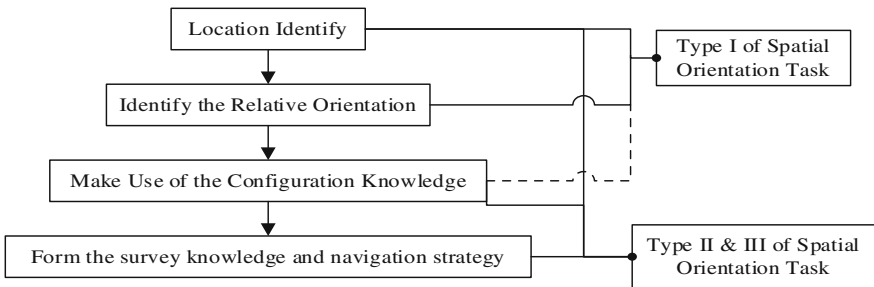 Location Identify
Type I of Spatial
Orientation Task
Identify the Relative Orientation
Make Use of the Configuration Knowledge
Form the survey knowledge and navigation strategy
Type II & III of Spatial
Orientation Task